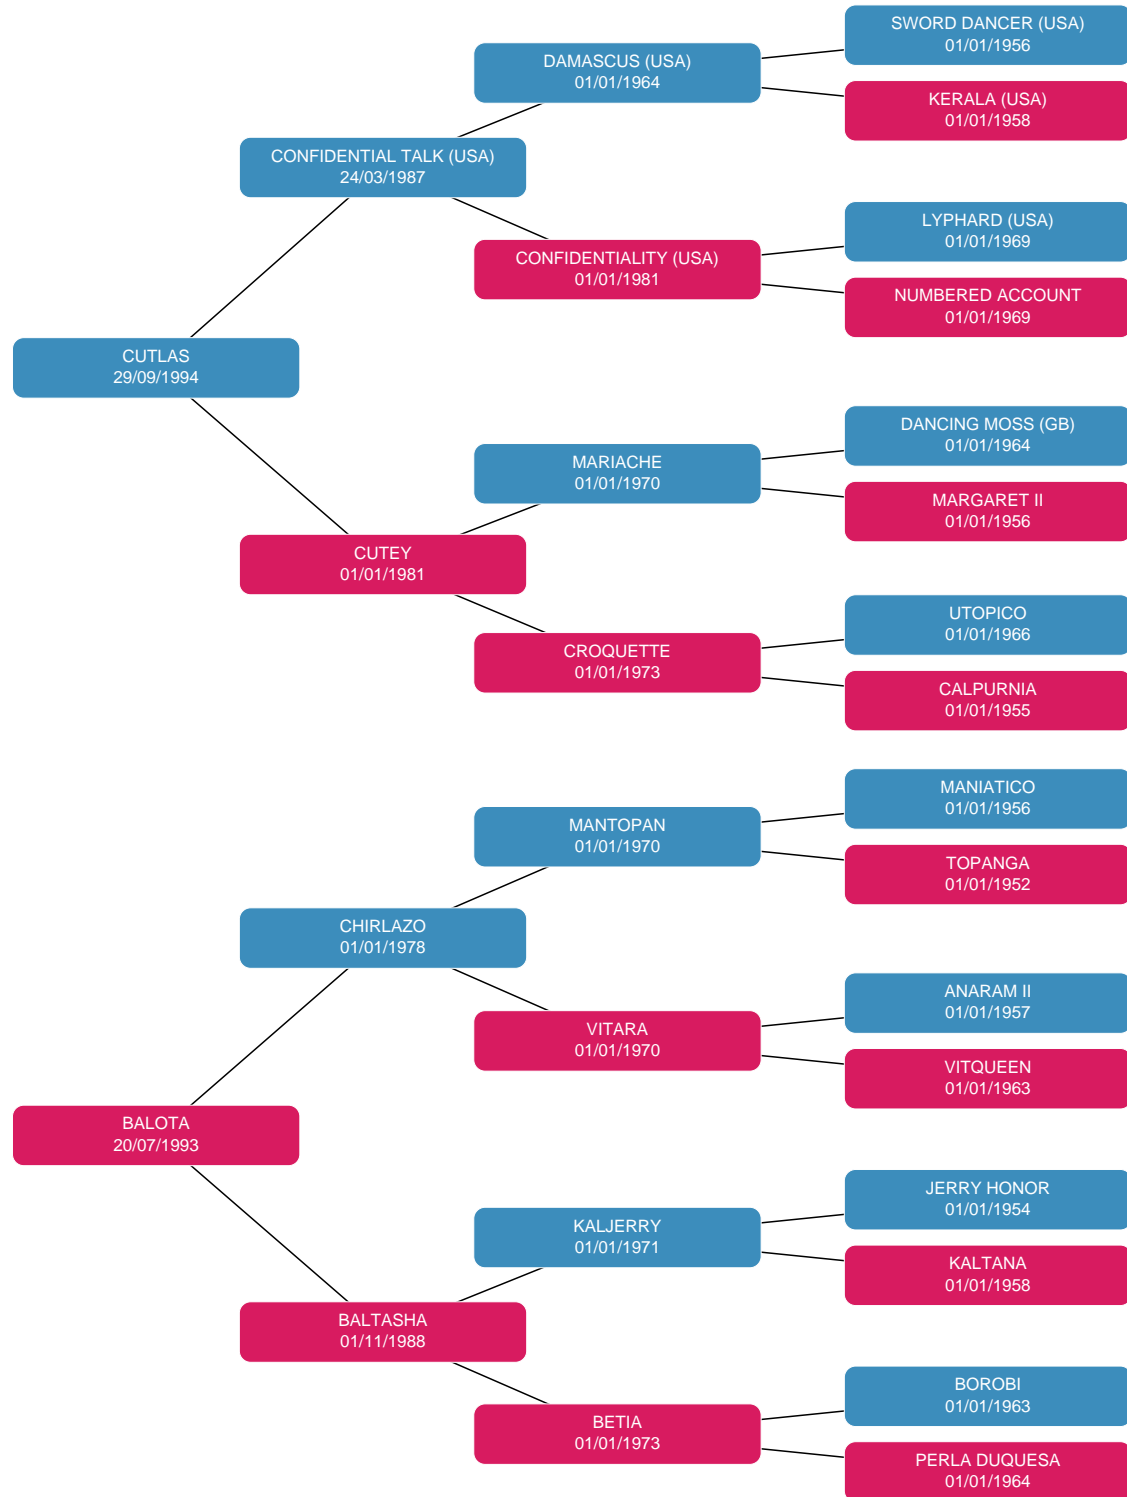 SWORD DANCER (USA)
01/01/1956
DAMASCUS (USA)
01/01/1964
KERALA (USA)
01/01/1958
CONFIDENTIAL TALK (USA)
24/03/1987
LYPHARD (USA)
01/01/1969
CONFIDENTIALITY (USA)
01/01/1981
NUMBERED ACCOUNT
01/01/1969
CUTLAS
29/09/1994
DANCING MOSS (GB)
01/01/1964
MARIACHE
01/01/1970
MARGARET II
01/01/1956
CUTEY
01/01/1981
UTOPICO
01/01/1966
CROQUETTE
01/01/1973
CALPURNIA
01/01/1955
MANIATICO
01/01/1956
MANTOPAN
01/01/1970
TOPANGA
01/01/1952
CHIRLAZO
01/01/1978
ANARAM II
01/01/1957
VITARA
01/01/1970
VITQUEEN
01/01/1963
BALOTA
20/07/1993
JERRY HONOR
01/01/1954
KALJERRY
01/01/1971
KALTANA
01/01/1958
BALTASHA
01/11/1988
BOROBI
01/01/1963
BETIA
01/01/1973
PERLA DUQUESA
01/01/1964